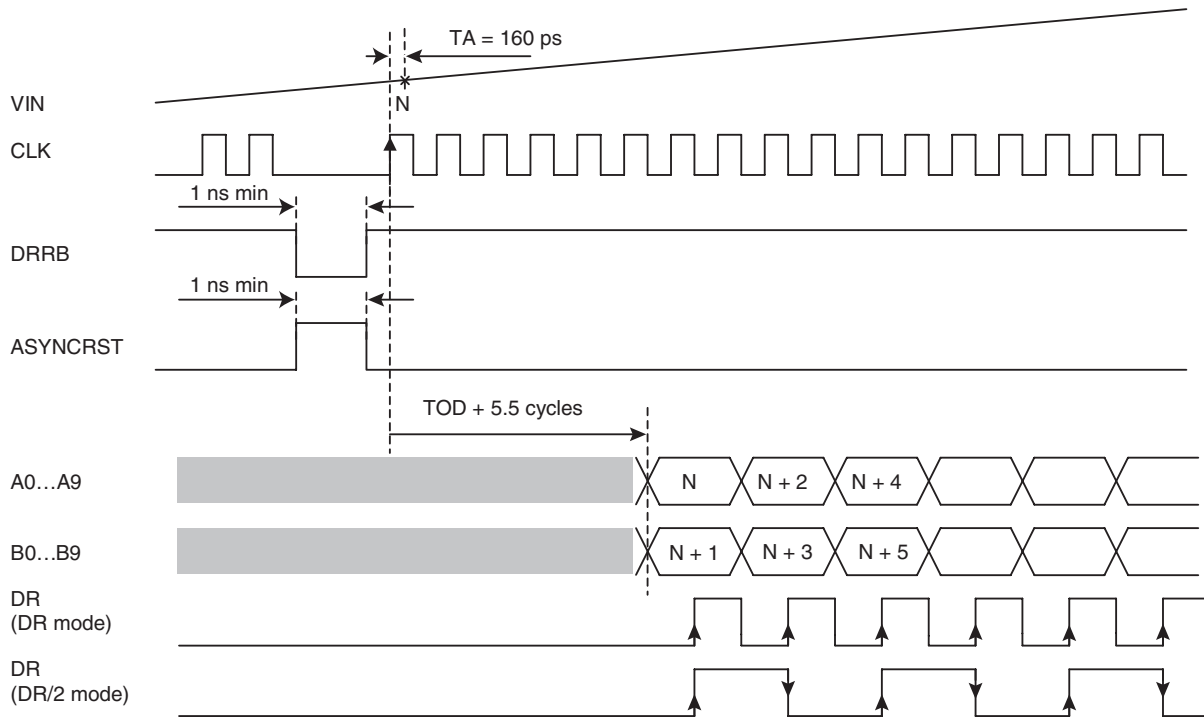 TA = 160 ps
VIN
N
CLK
1 ns min
DRRB
1 ns min
ASYNCRST
TOD + 5.5 cycles
A0…A9
N
N + 2
N + 4
B0…B9
N + 1
N + 3
N + 5
DR
(DR mode)
DR
(DR/2 mode)